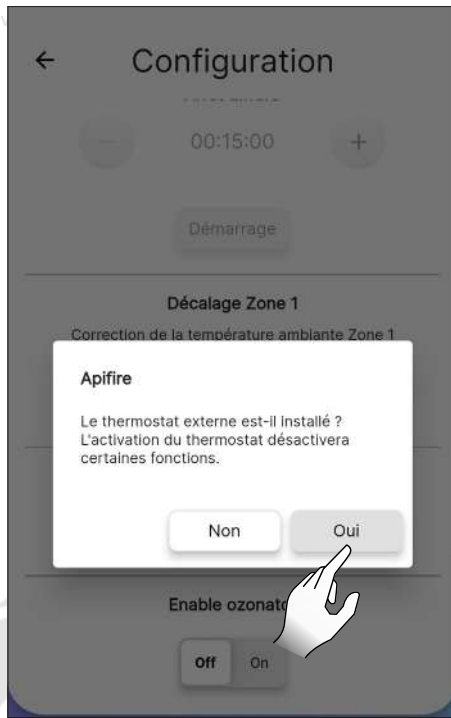 Configuration
00:15:00
Démarrage
Décalage Zone 1
Correction de la température ambiante Zone 1
Apifire
Le thermostat externe est-il installé ?
L'activation du thermostat désactivera
certaines fonctions.
Non Oui
Enable
Off On